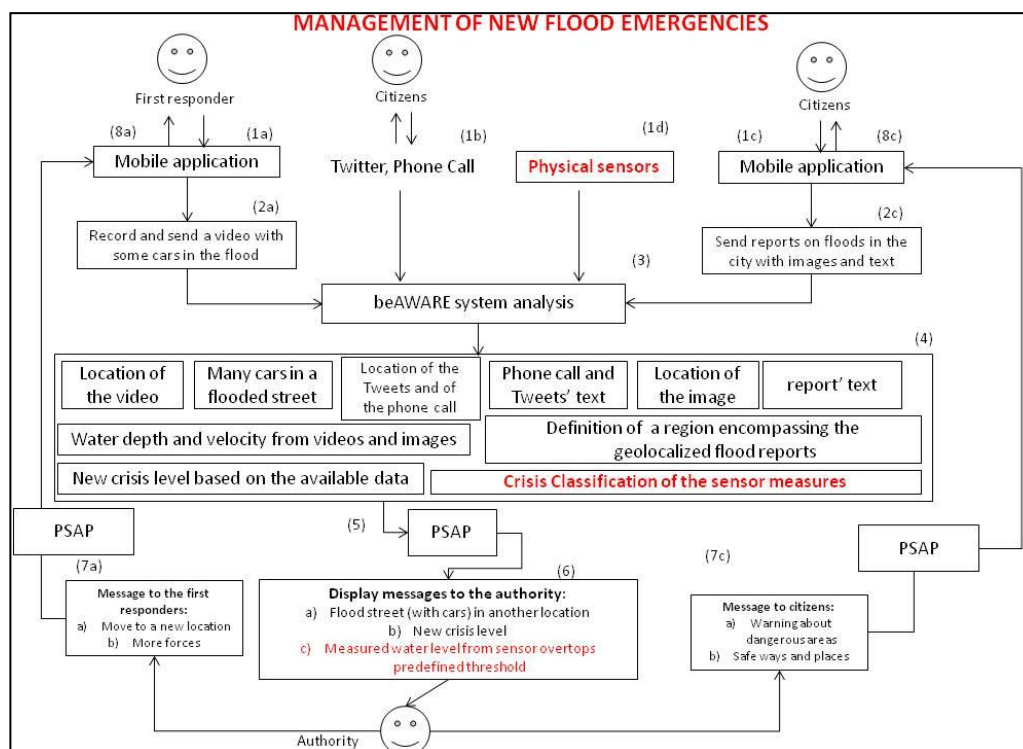 MANAGEMENT OF NEW FLOOD EMERGENCIES
First responder
Citizens
Citizens
(8a)
(1a)
(1b)
(1d)
(1c)
(8c)
Mobile application
Twitter, Phone Call
Physical sensors
Mobile application
(2a)
(2c)
Record and send a video with
some cars in the flood
Send reports on floods in the
city with images and text
(3)
beAWARE system analysis
(4)
Location of
the video
Many cars in a
flooded street
Location of the
Tweets and of
the phone call
Phone call and
Tweets' text
Location of
the image
report' text
Water depth and velocity from videos and images
Definition of a region encompassing the
geolocalized flood reports
New crisis level based on the available data
Crisis Classification of the sensor measures
PSAP
(5)
PSAP
PSAP
(7a)
(6)
(7c)
Message to the first
responders:
a) Move to a new location
b) More forces
Display messages to the authority:
a) Flood street (with cars) in another location
b) New crisis level
c) Measured water level from sensor overtops
predefined threshold
Message to citizens:
a) Warning about
dangerous areas
b) Safe ways and places
Authority